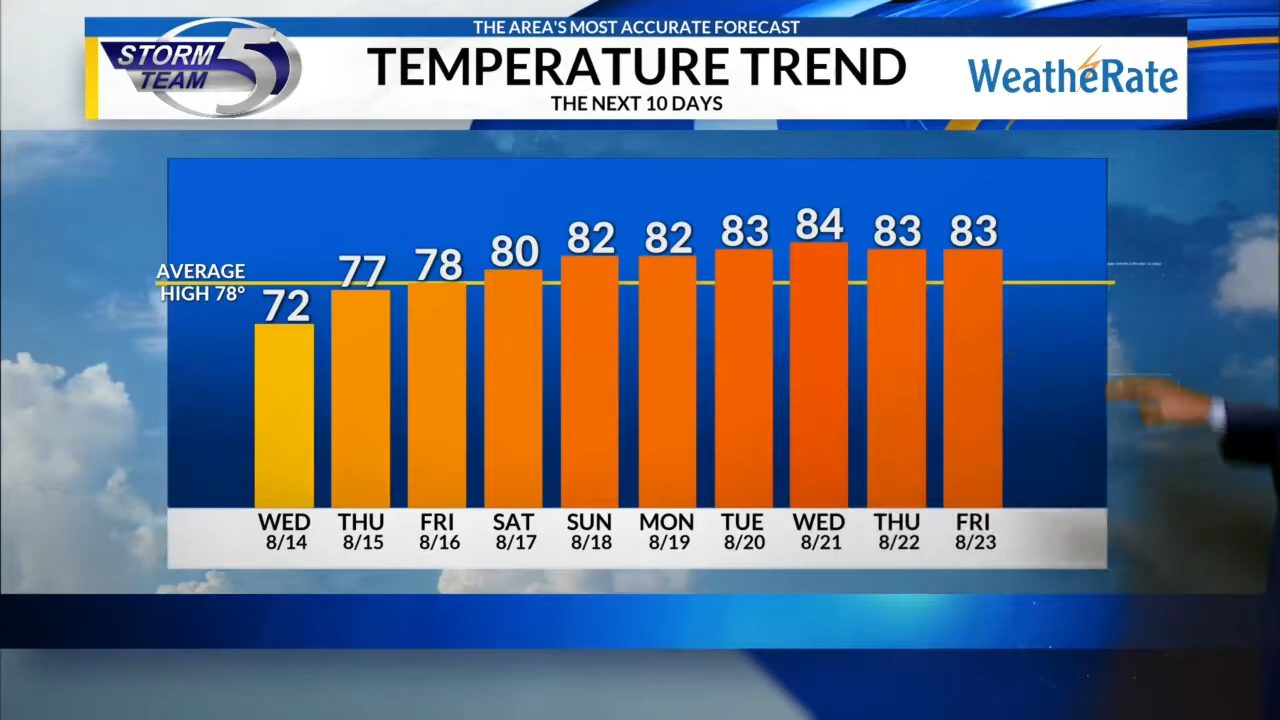 THE AREA'S MOST ACCURATE FORECAST
STORM TEAM 5
TEMPERATURE TREND
THE NEXT 10 DAYS
WeatheRate
AVERAGE
HIGH 78°
72 77 78 80 82 82 83 84 83 83
WED THU FRI SAT SUN MON TUE WED THU FRI
8/14 8/15 8/16 8/17 8/18 8/19 8/20 8/21 8/22 8/23